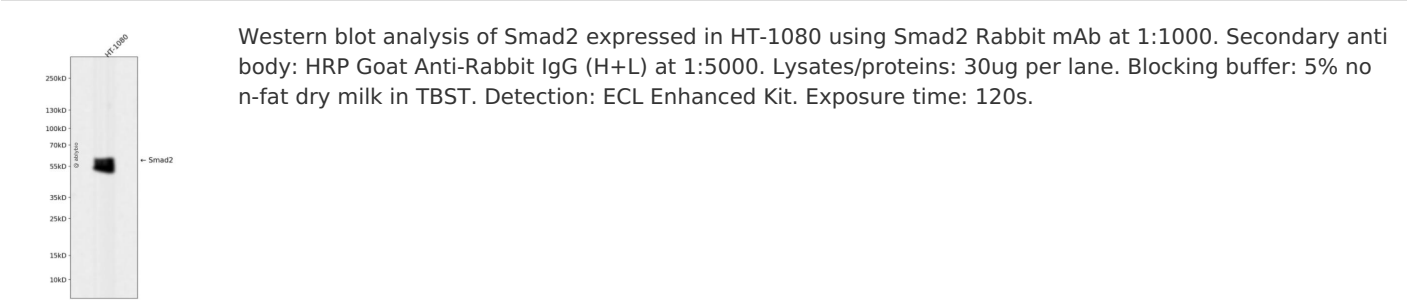 HT-1080
250kD
130kD
100kD
70kD
55kD
35kD
25kD
15kD
10kD
← Smad2
Western blot analysis of Smad2 expressed in HT-1080 using Smad2 Rabbit mAb at 1:1000. Secondary anti
body: HRP Goat Anti-Rabbit IgG (H+L) at 1:5000. Lysates/proteins: 30ug per lane. Blocking buffer: 5% no
n-fat dry milk in TBST. Detection: ECL Enhanced Kit. Exposure time: 120s.